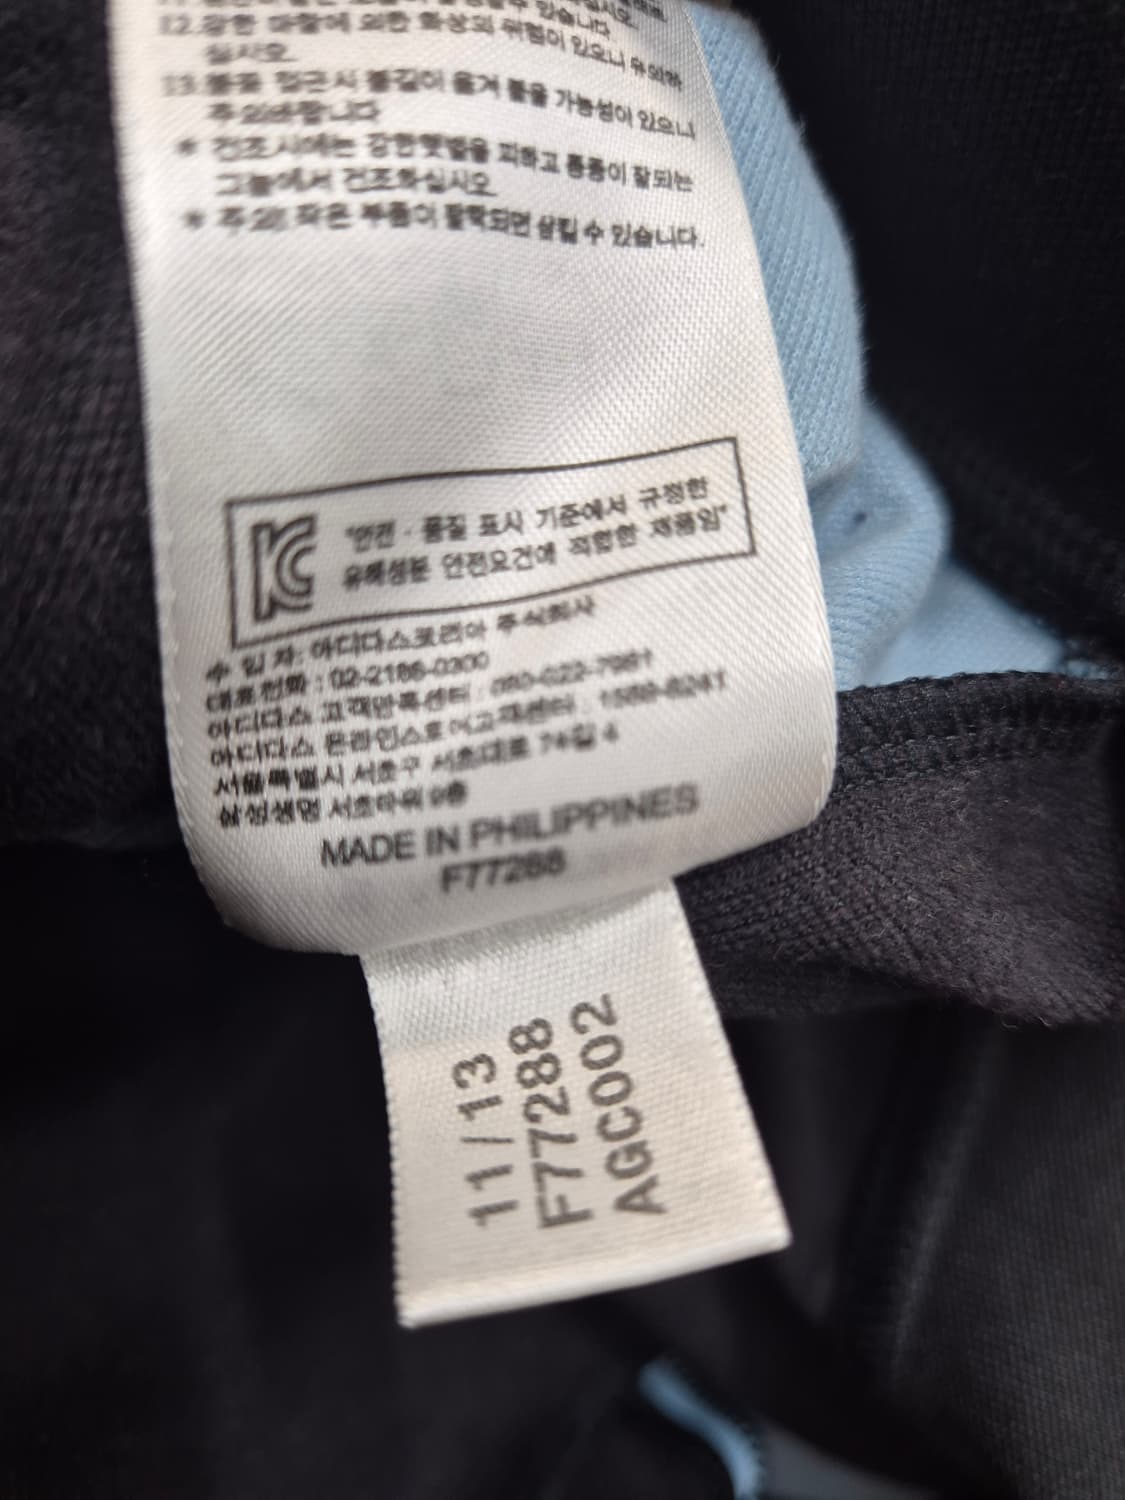 12.강한 마찰에 의한 화상의 위험이 있으니 유의하
십시오.
13.불꽃 접근시 불길이 옮겨 붙을 가능성이 있으니
주의바랍니다
* 건조시에는 강한햇볕을 피하고 통풍이 잘되는
그늘에서 건조하십시오
* 주의! 작은 부품이 탈락되면 삼킬 수 있습니다.
KC
"안전 · 품질 표시 기준에서 규정한
유해성분 안전요건에 적합한 제품임"
수 입 자: 아디다스코리아 주식회사
대표전화 : 02-2186-0300
아디다스 고객만족센터 :
아디다스 온라인스토어고객센터 :
서울특별시 서초구 서초대로 74길 4
삼성생명 서초타워
MADE IN PHILIPPINES
F77288
11/13
F77288
AGC002